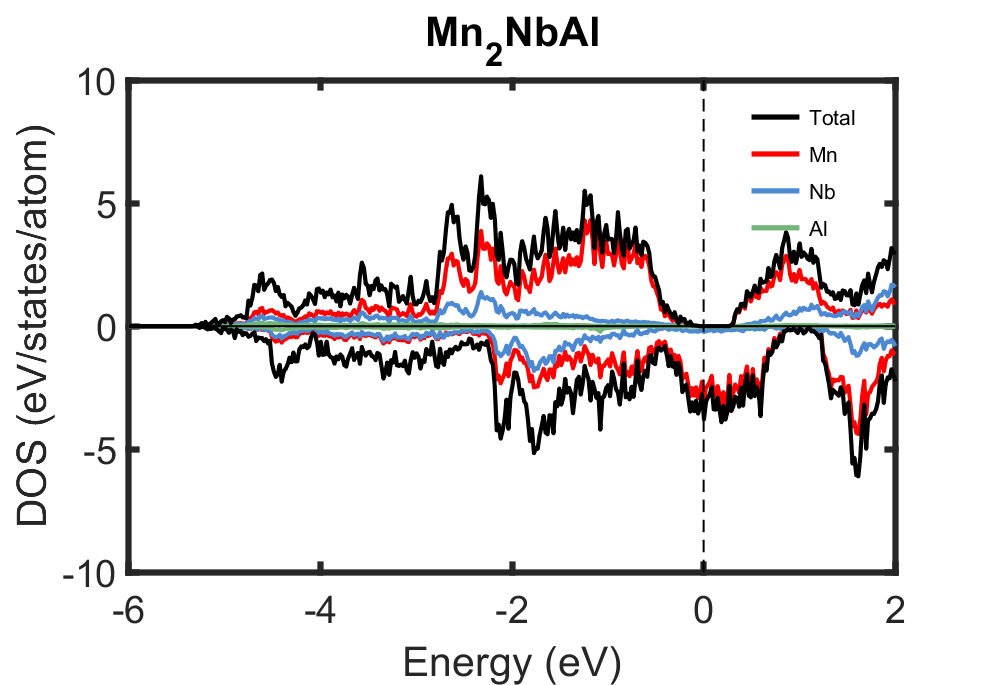 Mn₂NbAl
DOS (eV/states/atom)
10
5
0
-5
-10
Total
Mn
Nb
Al
-6 -4 -2 0 2
Energy (eV)